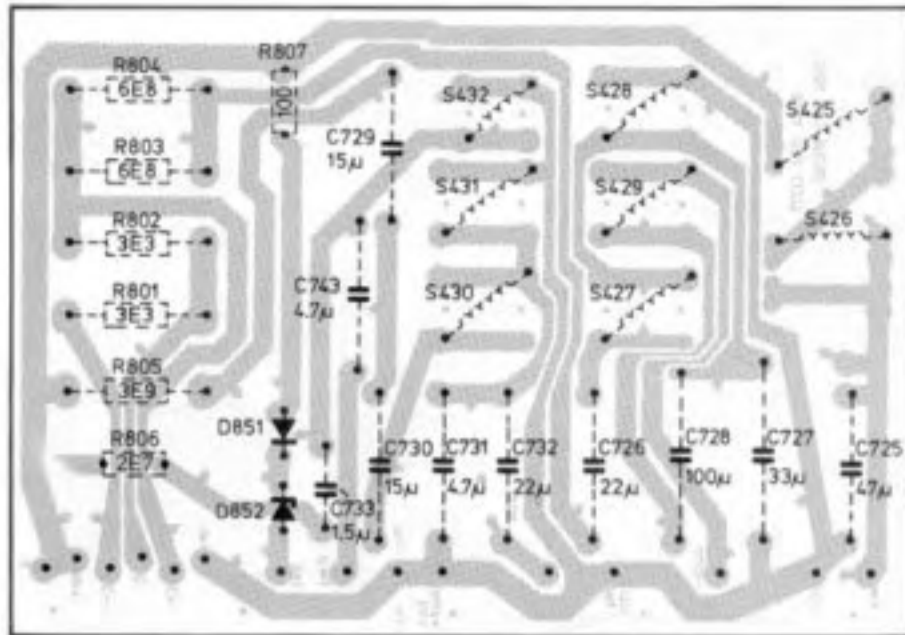 R807
R804
6E8
100
S432
S428
S425
C729
15μ
R803
6E8
S431
S429
R802
3E3
S426
C743
4.7μ
S430
S427
R801
3E3
R805
3E9
D851
R806
2E7
C730
15μ
C731
4.7μ
C732
22μ
C726
22μ
C728
100μ
C727
33μ
C725
47μ
D852
C733
1.5μ